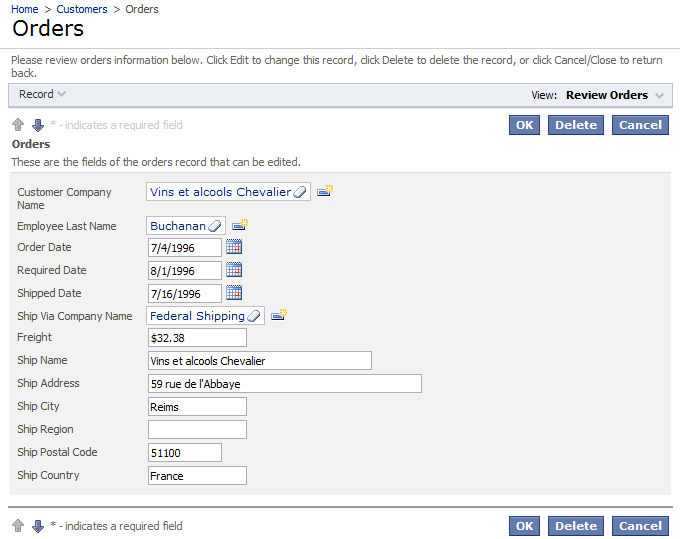 Home > Customers > Orders
Orders
Please review orders information below. Click Edit to change this record, click Delete to delete the record, or click Cancel/Close to return
back.
Record View: Review Orders
* - indicates a required field OK Delete Cancel
Orders
These are the fields of the orders record that can be edited.
Customer Company
Name
Vins et alcools Chevalier
Employee Last Name Buchanan
Order Date 7/4/1996
Required Date 8/1/1996
Shipped Date 7/16/1996
Ship Via Company Name Federal Shipping
Freight $32.38
Ship Name Vins et alcools Chevalier
Ship Address 59 rue de l'Abbaye
Ship City Reims
Ship Region
Ship Postal Code 51100
Ship Country France
* - indicates a required field OK Delete Cancel